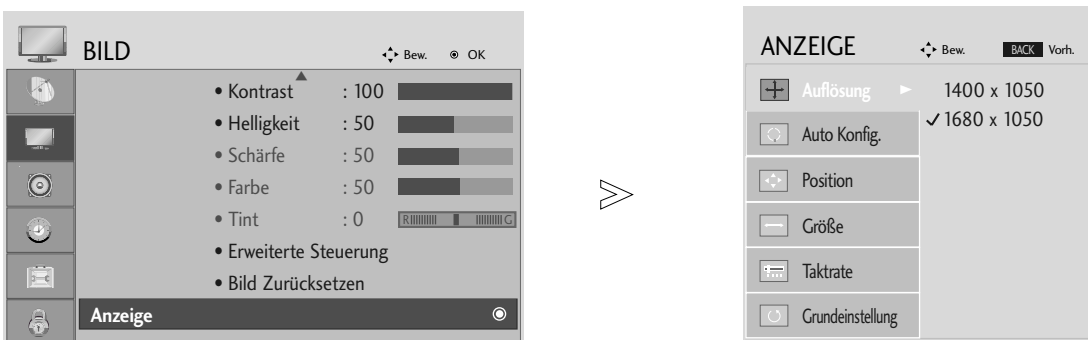 BILD
Bew. OK
• Kontrast : 100
• Helligkeit : 50
• Schärfe : 50
• Farbe : 50
• Tint : 0 R G
• Erweiterte Steuerung
• Bild Zurücksetzen
Anzeige
ANZEIGE
Bew. BACK Vorh.
Auflösung
1400 x 1050
✓ 1680 x 1050
Auto Konfig.
Position
Größe
Taktrate
Grundeinstellung